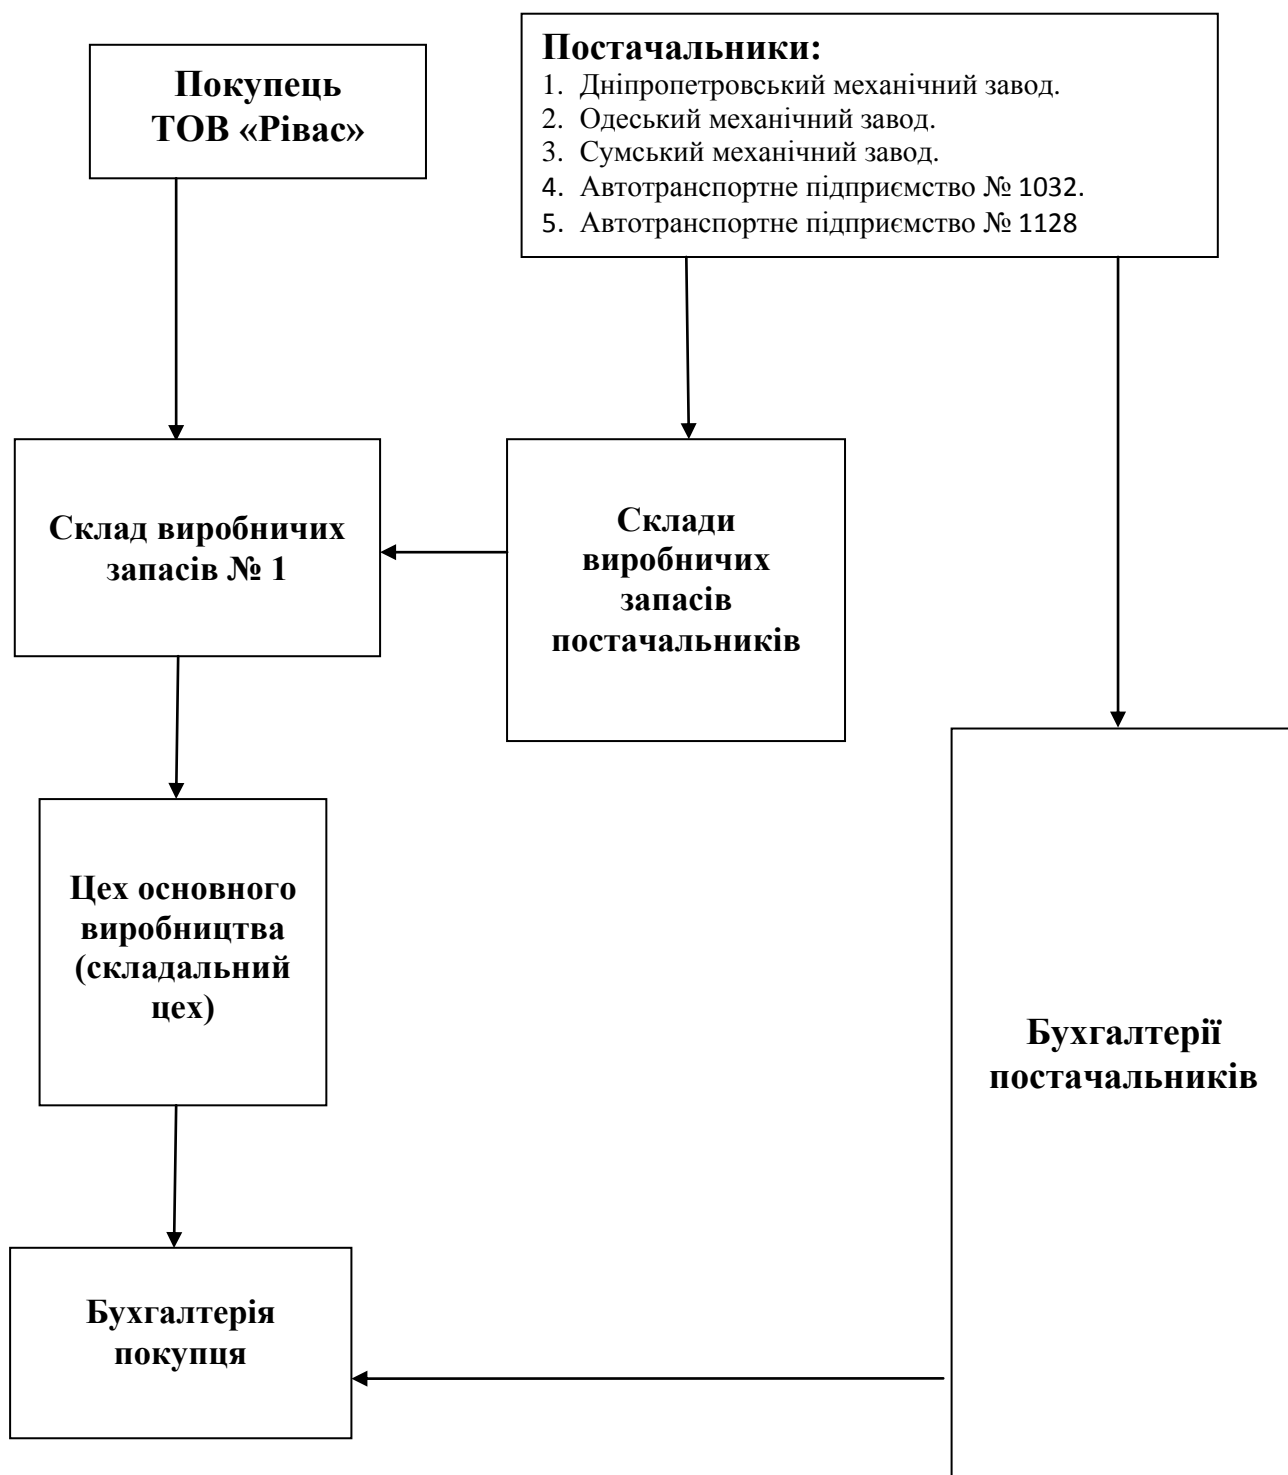 Покупець
ТОВ «Рівас»
Постачальники:
1. Дніпропетровський механічний завод.
2. Одеський механічний завод.
3. Сумський механічний завод.
4. Автотранспортне підприємство № 1032.
5. Автотранспортне підприємство № 1128
Склад виробничих
запасів № 1
Склади
виробничих
запасів
постачальників
Цех основного
виробництва
(складальний
цех)
Бухгалтерії
постачальників
Бухгалтерія
покупця